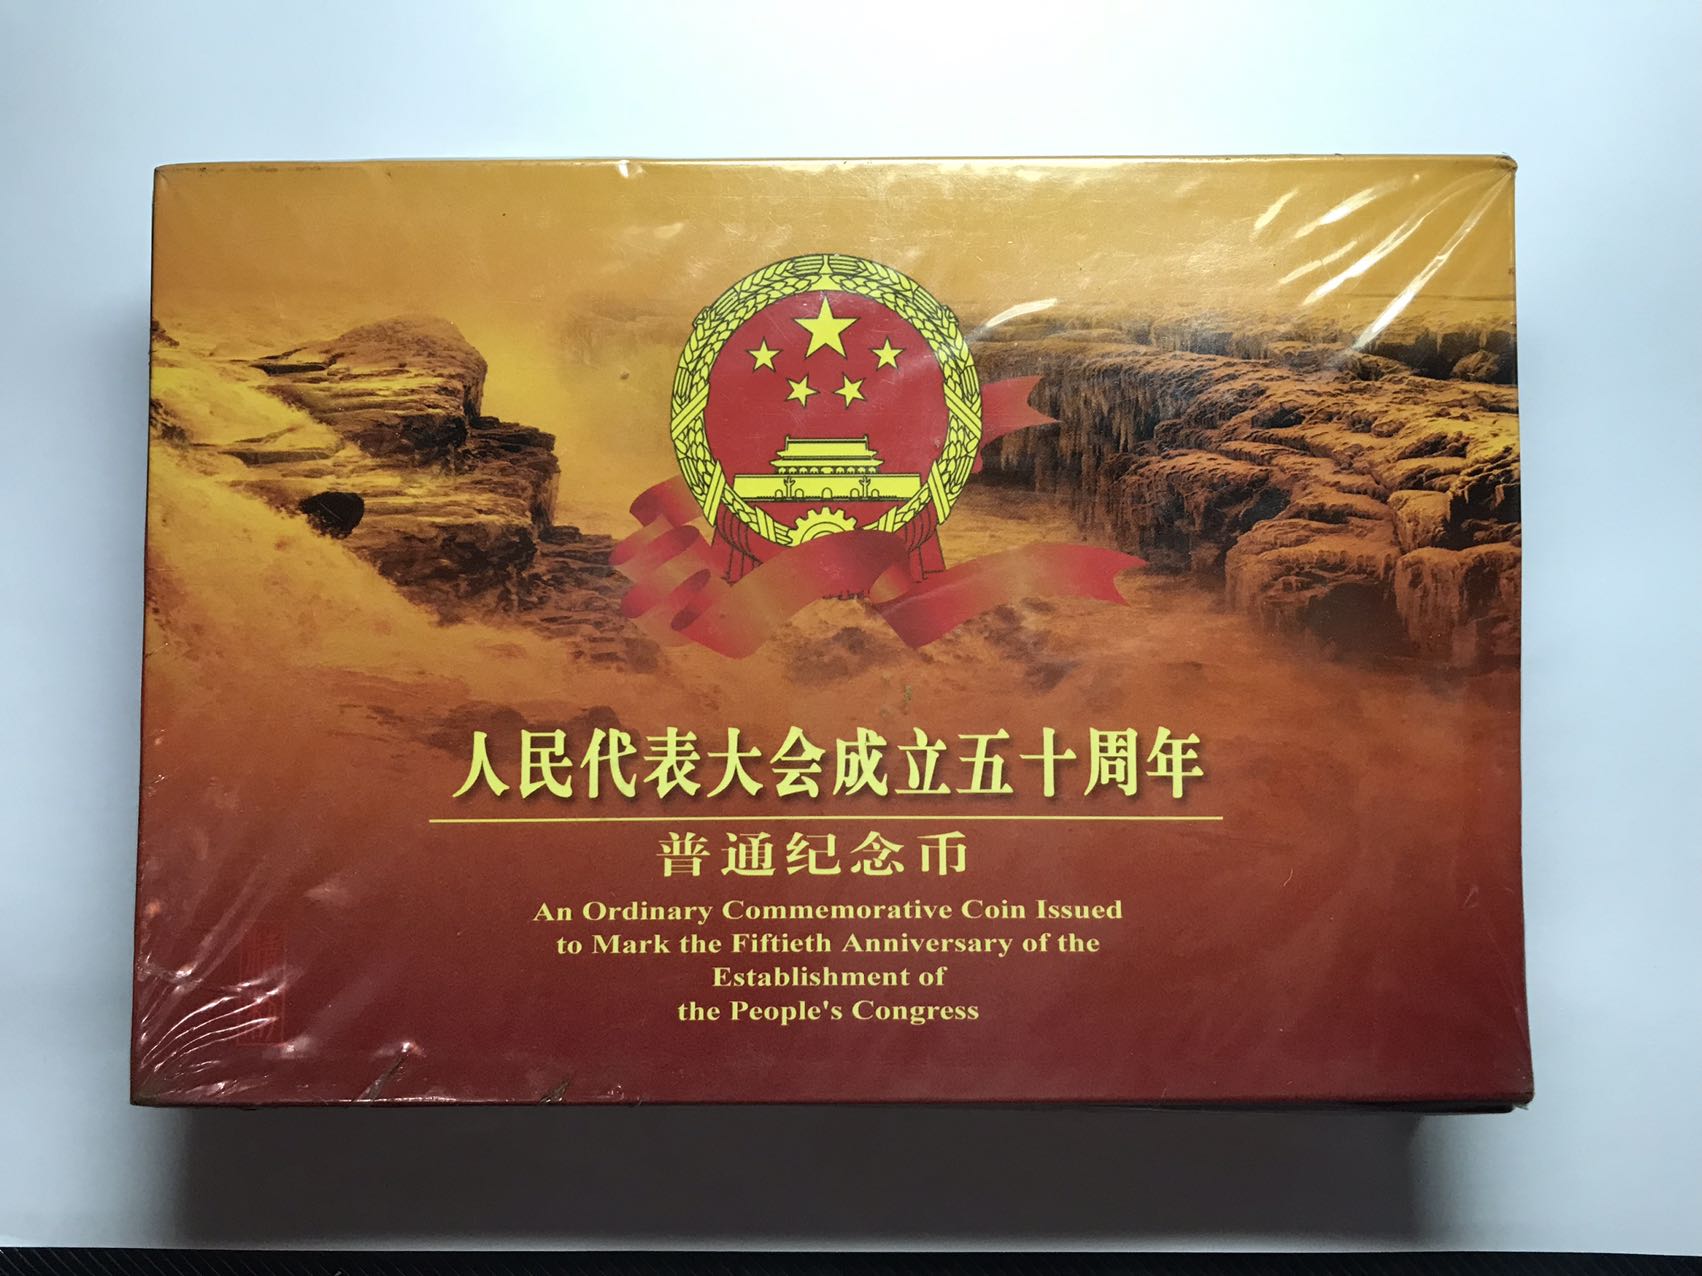 人民代表大会成立五十周年
普通纪念币
An Ordinary Commemorative Coin Issued
to Mark the Fiftieth Anniversary of the
Establishment of
the People's Congress